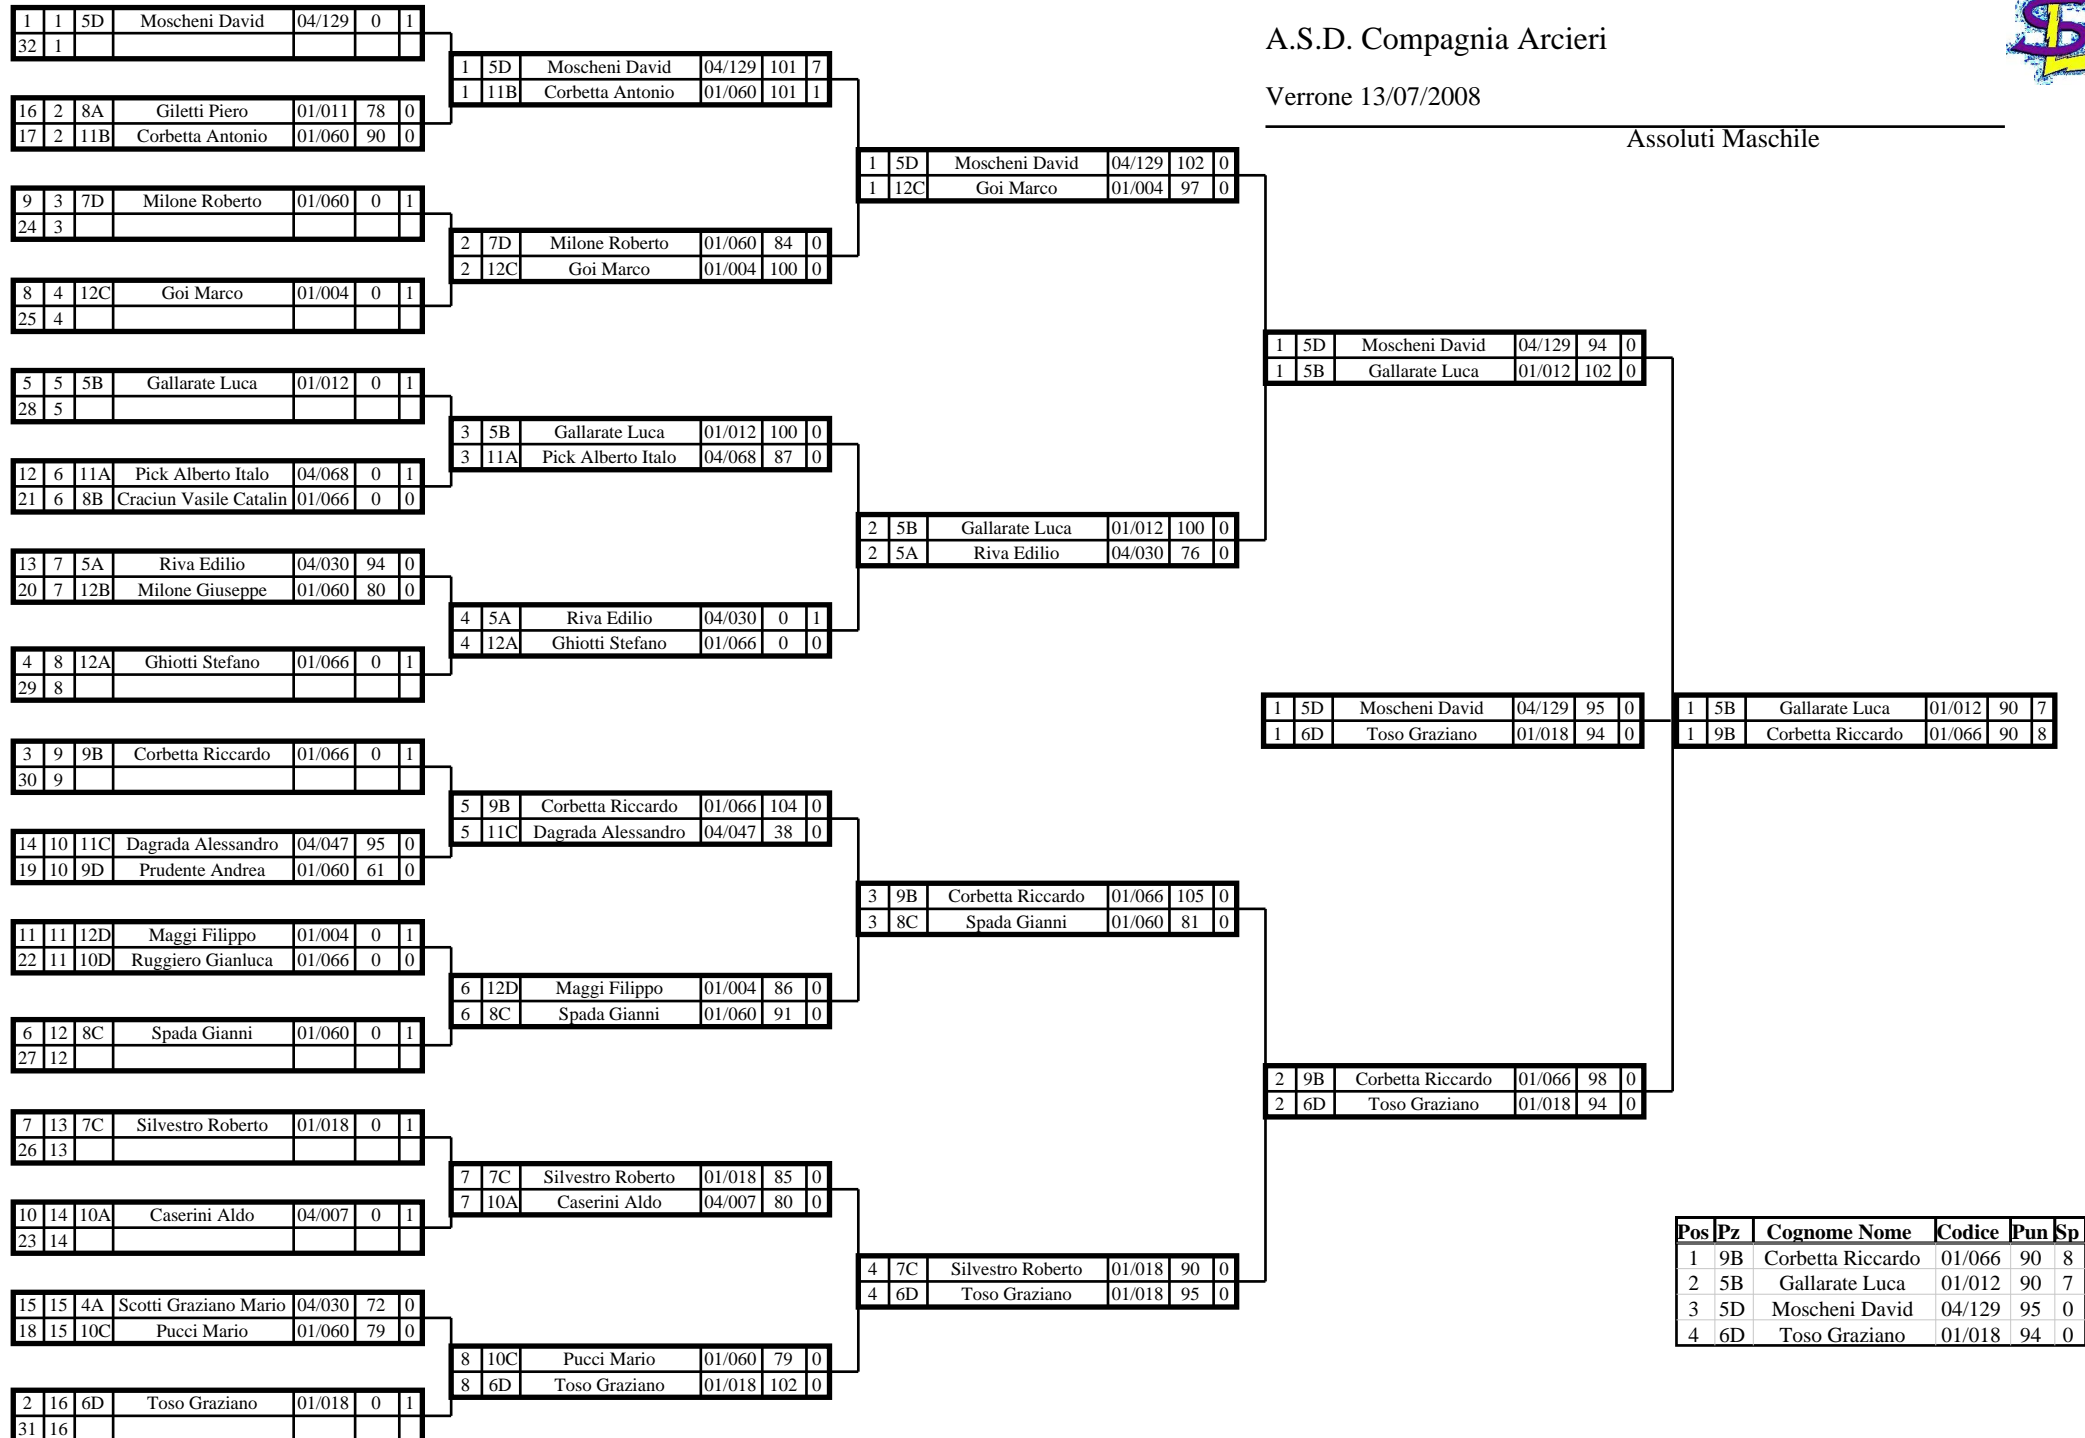 A.S.D. Compagnia Arcieri
Verrone 13/07/2008
Assoluti Maschile
1 1 5D Moscheni David 04/129 0 1
32 1
16 2 8A Giletti Piero 01/011 78 0
17 2 11B Corbetta Antonio 01/060 90 0
9 3 7D Milone Roberto 01/060 0 1
24 3
8 4 12C Goi Marco 01/004 0 1
25 4
5 5 5B Gallarate Luca 01/012 0 1
28 5
12 6 11A Pick Alberto Italo 04/068 0 1
21 6 8B Craciun Vasile Catalin 01/066 0 0
13 7 5A Riva Edilio 04/030 94 0
20 7 12B Milone Giuseppe 01/060 80 0
4 8 12A Ghiotti Stefano 01/066 0 1
29 8
3 9 9B Corbetta Riccardo 01/066 0 1
30 9
14 10 11C Dagrada Alessandro 04/047 95 0
19 10 9D Prudente Andrea 01/060 61 0
11 11 12D Maggi Filippo 01/004 0 1
22 11 10D Ruggiero Gianluca 01/066 0 0
6 12 8C Spada Gianni 01/060 0 1
27 12
7 13 7C Silvestro Roberto 01/018 0 1
26 13
10 14 10A Caserini Aldo 04/007 0 1
23 14
15 15 4A Scotti Graziano Mario 04/030 72 0
18 15 10C Pucci Mario 01/060 79 0
2 16 6D Toso Graziano 01/018 0 1
31 16
1 5D Moscheni David 04/129 101 7
1 11B Corbetta Antonio 01/060 101 1
2 7D Milone Roberto 01/060 84 0
2 12C Goi Marco 01/004 100 0
3 5B Gallarate Luca 01/012 100 0
3 11A Pick Alberto Italo 04/068 87 0
4 5A Riva Edilio 04/030 0 1
4 12A Ghiotti Stefano 01/066 0 0
5 9B Corbetta Riccardo 01/066 104 0
5 11C Dagrada Alessandro 04/047 38 0
6 12D Maggi Filippo 01/004 86 0
6 8C Spada Gianni 01/060 91 0
7 7C Silvestro Roberto 01/018 85 0
7 10A Caserini Aldo 04/007 80 0
8 10C Pucci Mario 01/060 79 0
8 6D Toso Graziano 01/018 102 0
1 5D Moscheni David 04/129 102 0
1 12C Goi Marco 01/004 97 0
2 5B Gallarate Luca 01/012 100 0
2 5A Riva Edilio 04/030 76 0
3 9B Corbetta Riccardo 01/066 105 0
3 8C Spada Gianni 01/060 81 0
4 7C Silvestro Roberto 01/018 90 0
4 6D Toso Graziano 01/018 95 0
1 5D Moscheni David 04/129 94 0
1 5B Gallarate Luca 01/012 102 0
1 5D Moscheni David 04/129 95 0
1 6D Toso Graziano 01/018 94 0
2 9B Corbetta Riccardo 01/066 98 0
2 6D Toso Graziano 01/018 94 0
1 5B Gallarate Luca 01/012 90 7
1 9B Corbetta Riccardo 01/066 90 8
Pos Pz Cognome Nome Codice Pun Sp
1 9B Corbetta Riccardo 01/066 90 8
2 5B Gallarate Luca 01/012 90 7
3 5D Moscheni David 04/129 95 0
4 6D Toso Graziano 01/018 94 0